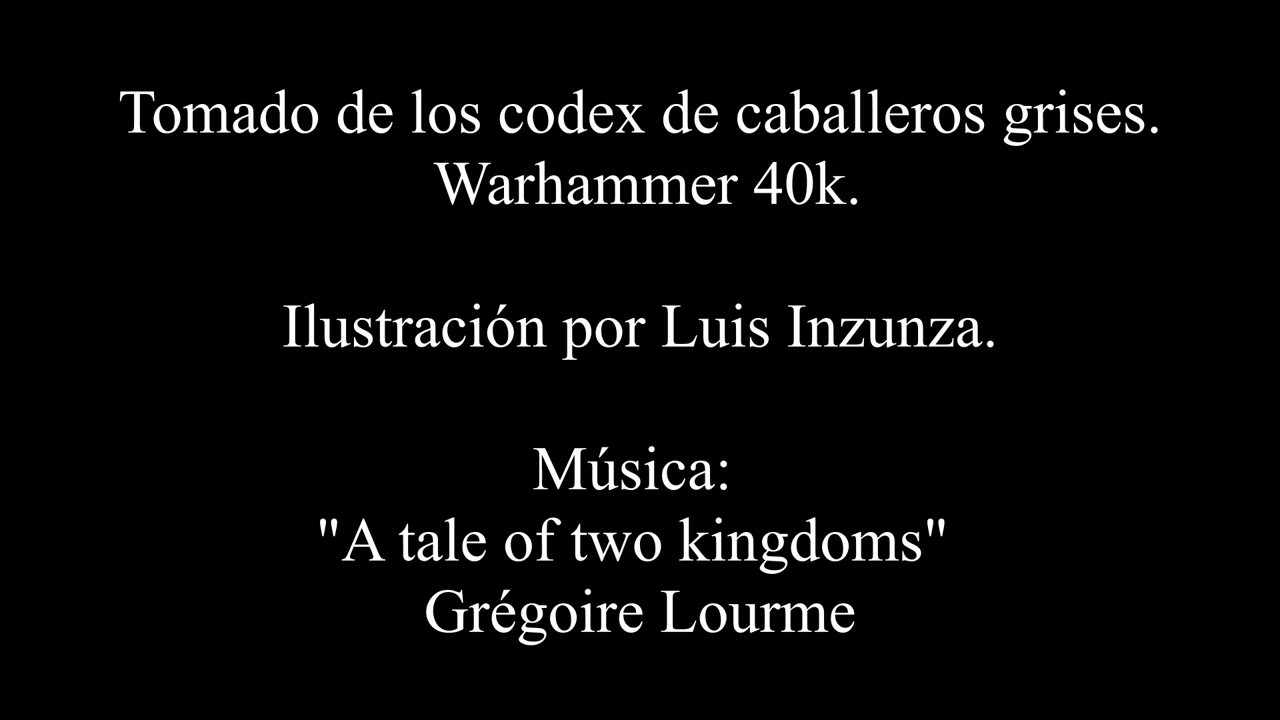 Tomado de los codex de caballeros grises.
Warhammer 40k.
Ilustración por Luis Inzunza.
Música:
"A tale of two kingdoms"
Grégoire Lourme